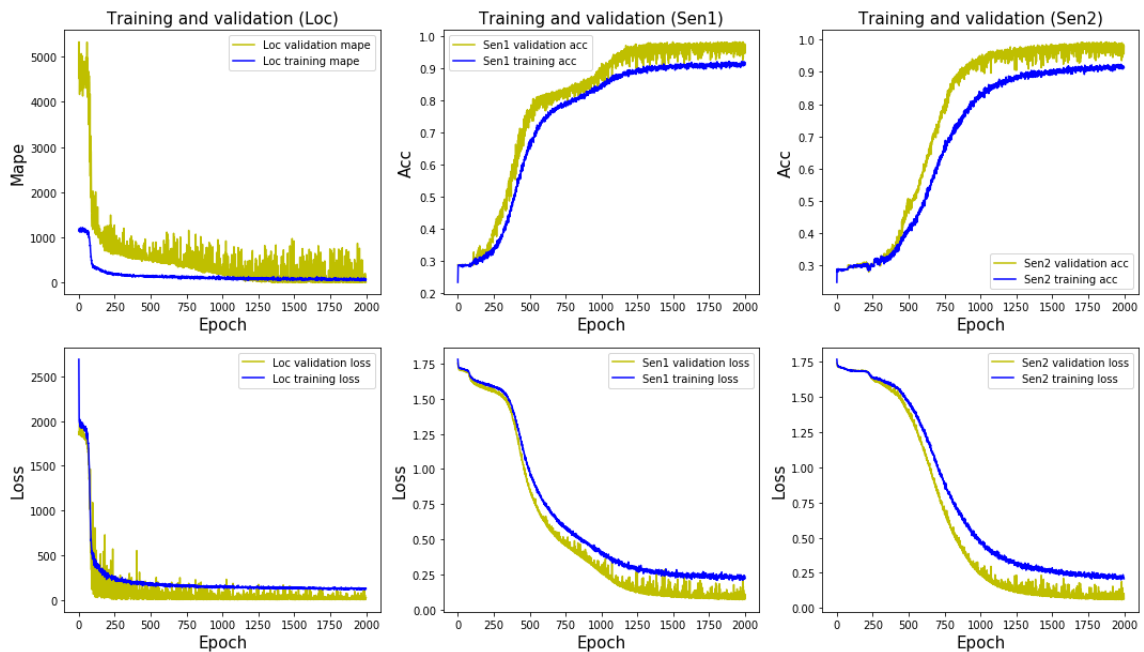 Training and validation (Loc)
Mape
5000
4000
3000
2000
1000
0
Loc validation mape
Loc training mape
0 250 500 750 1000 1250 1500 1750 2000
Epoch
Training and validation (Sen1)
Acc
1.0
0.9
0.8
0.7
0.6
0.5
0.4
0.3
0.2
Sen1 validation acc
Sen1 training acc
0 250 500 750 1000 1250 1500 1750 2000
Epoch
Training and validation (Sen2)
Acc
1.0
0.9
0.8
0.7
0.6
0.5
0.4
0.3
Sen2 validation acc
Sen2 training acc
0 250 500 750 1000 1250 1500 1750 2000
Epoch
Loss
2500
2000
1500
1000
500
0
Loc validation loss
Loc training loss
0 250 500 750 1000 1250 1500 1750 2000
Epoch
Loss
1.75
1.50
1.25
1.00
0.75
0.50
0.25
0.00
Sen1 validation loss
Sen1 training loss
0 250 500 750 1000 1250 1500 1750 2000
Epoch
Loss
1.75
1.50
1.25
1.00
0.75
0.50
0.25
0.00
Sen2 validation loss
Sen2 training loss
0 250 500 750 1000 1250 1500 1750 2000
Epoch